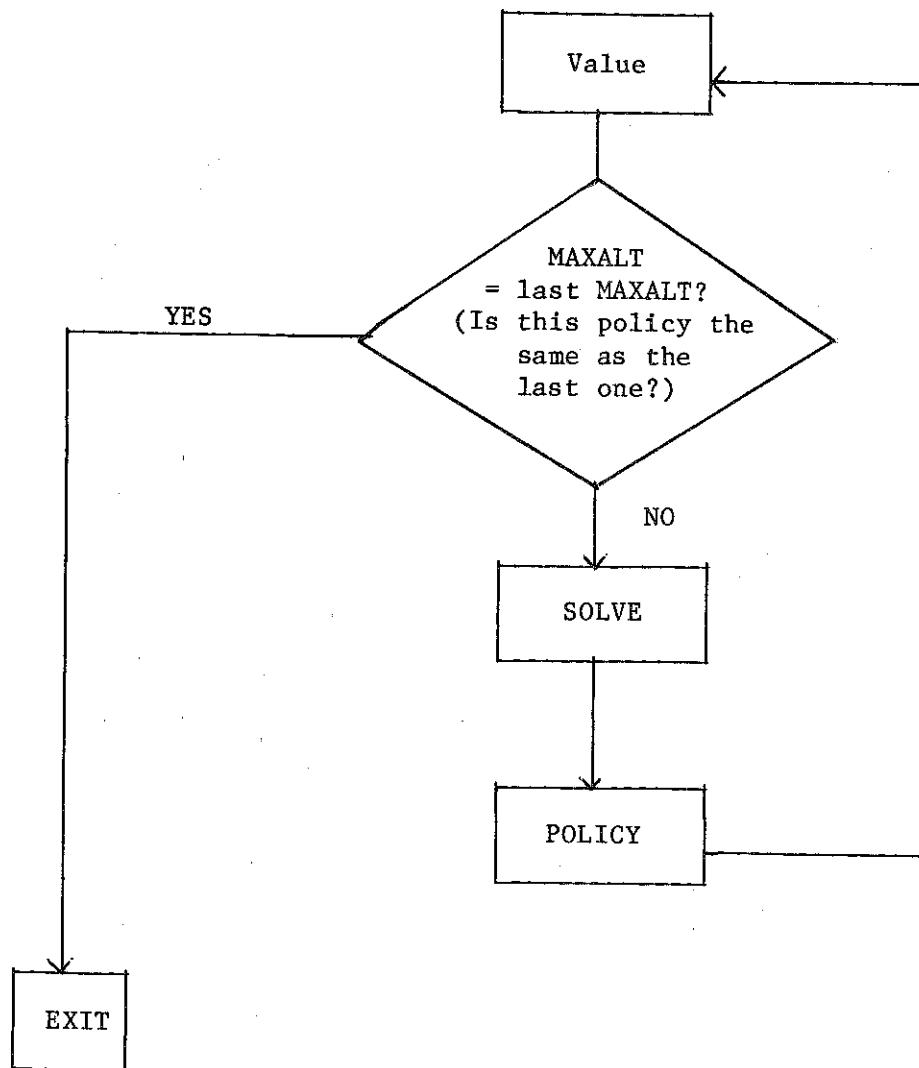 Value
MAXALT
= last MAXALT?
(Is this policy the
same as the
last one?)
YES
NO
SOLVE
POLICY
EXIT